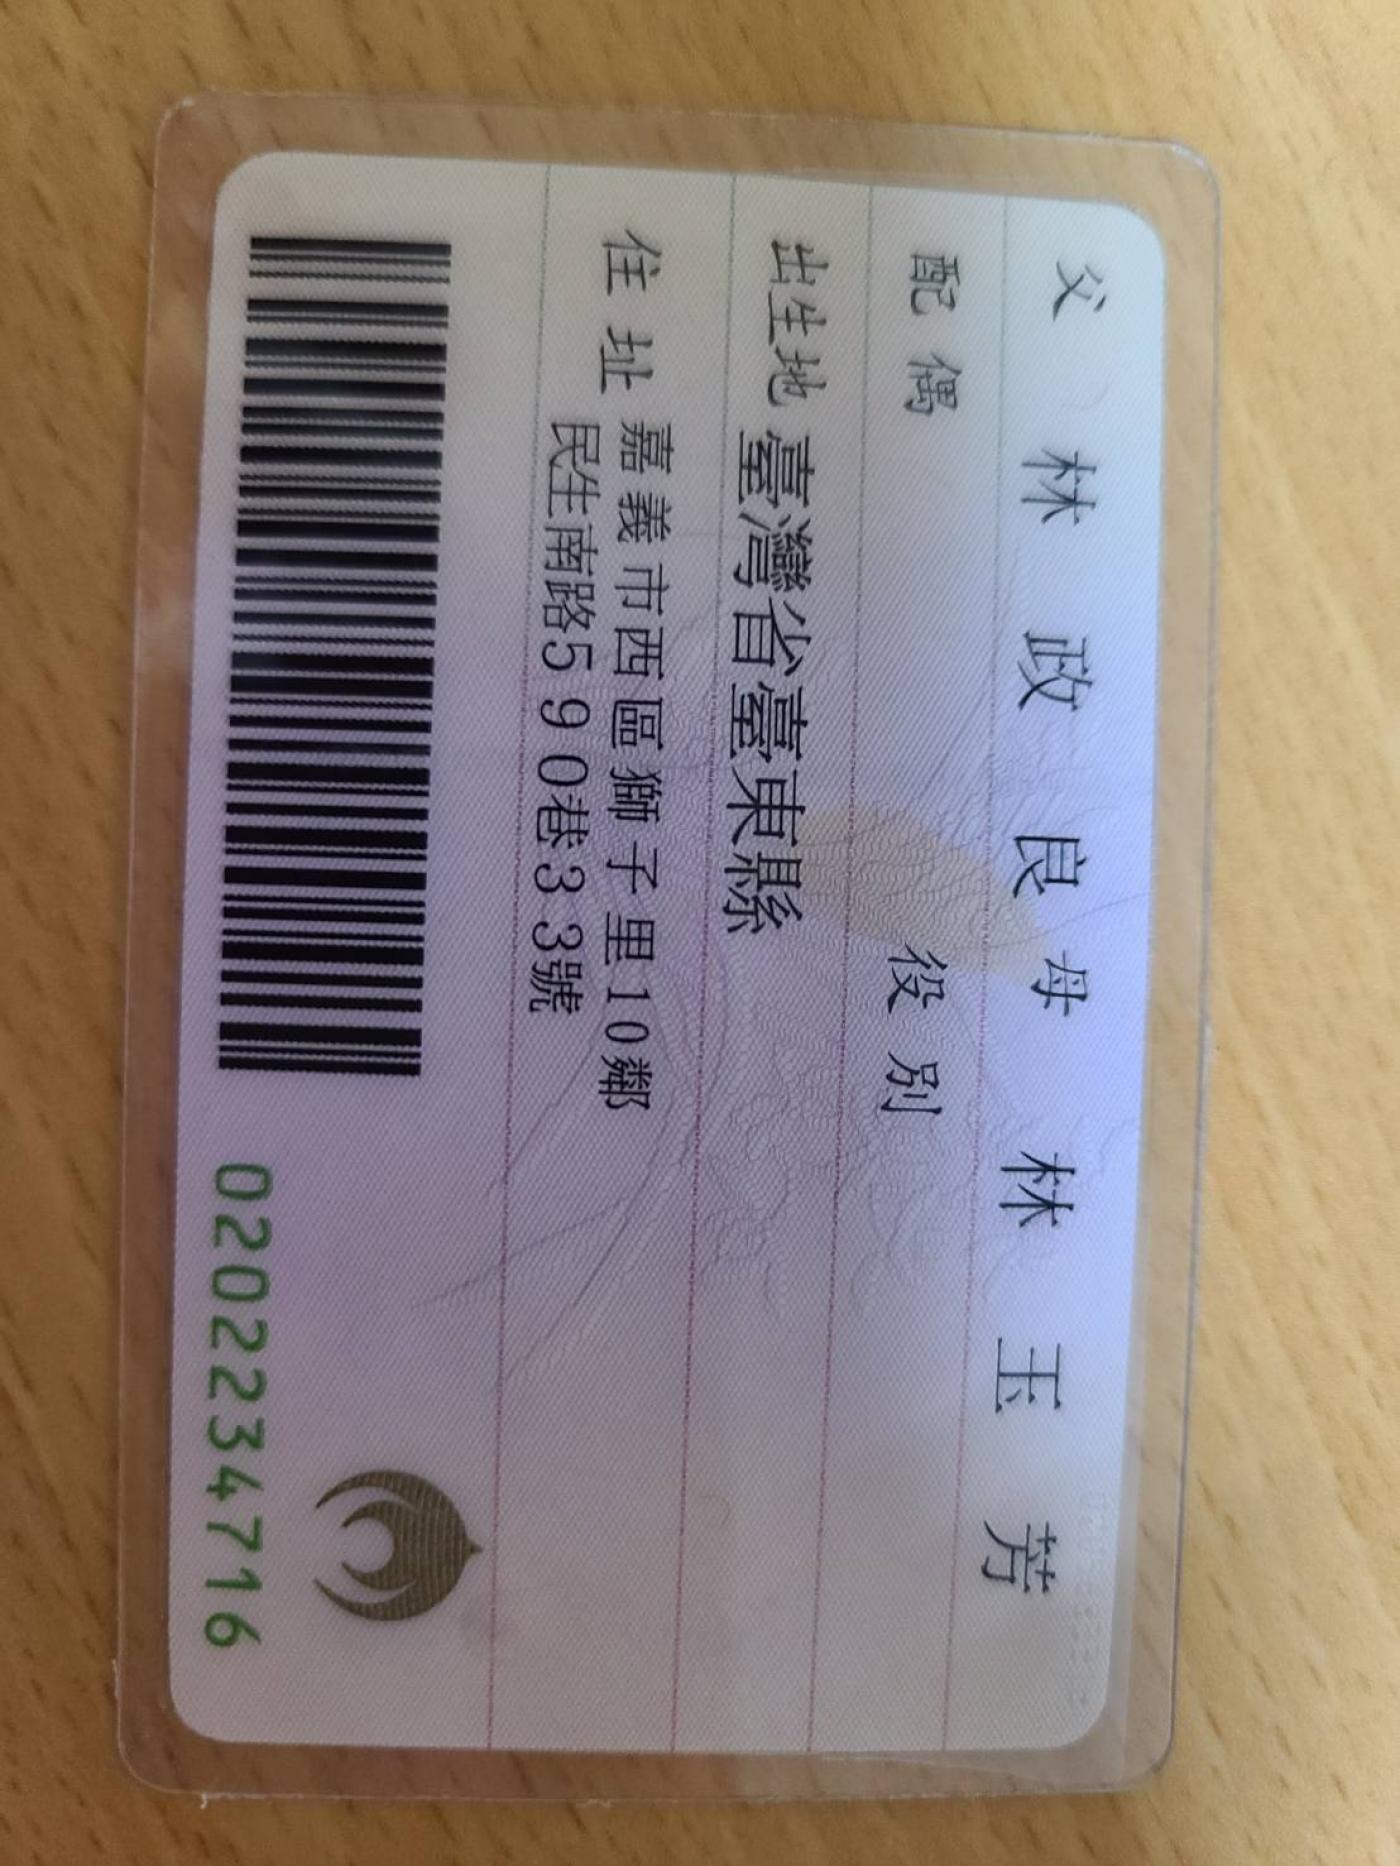 父 林政良 母 林玉芳
配偶 役別
出生地 臺灣省臺東縣
住址 嘉義市西區獅子里10鄰
民生南路590巷33號
0202234716